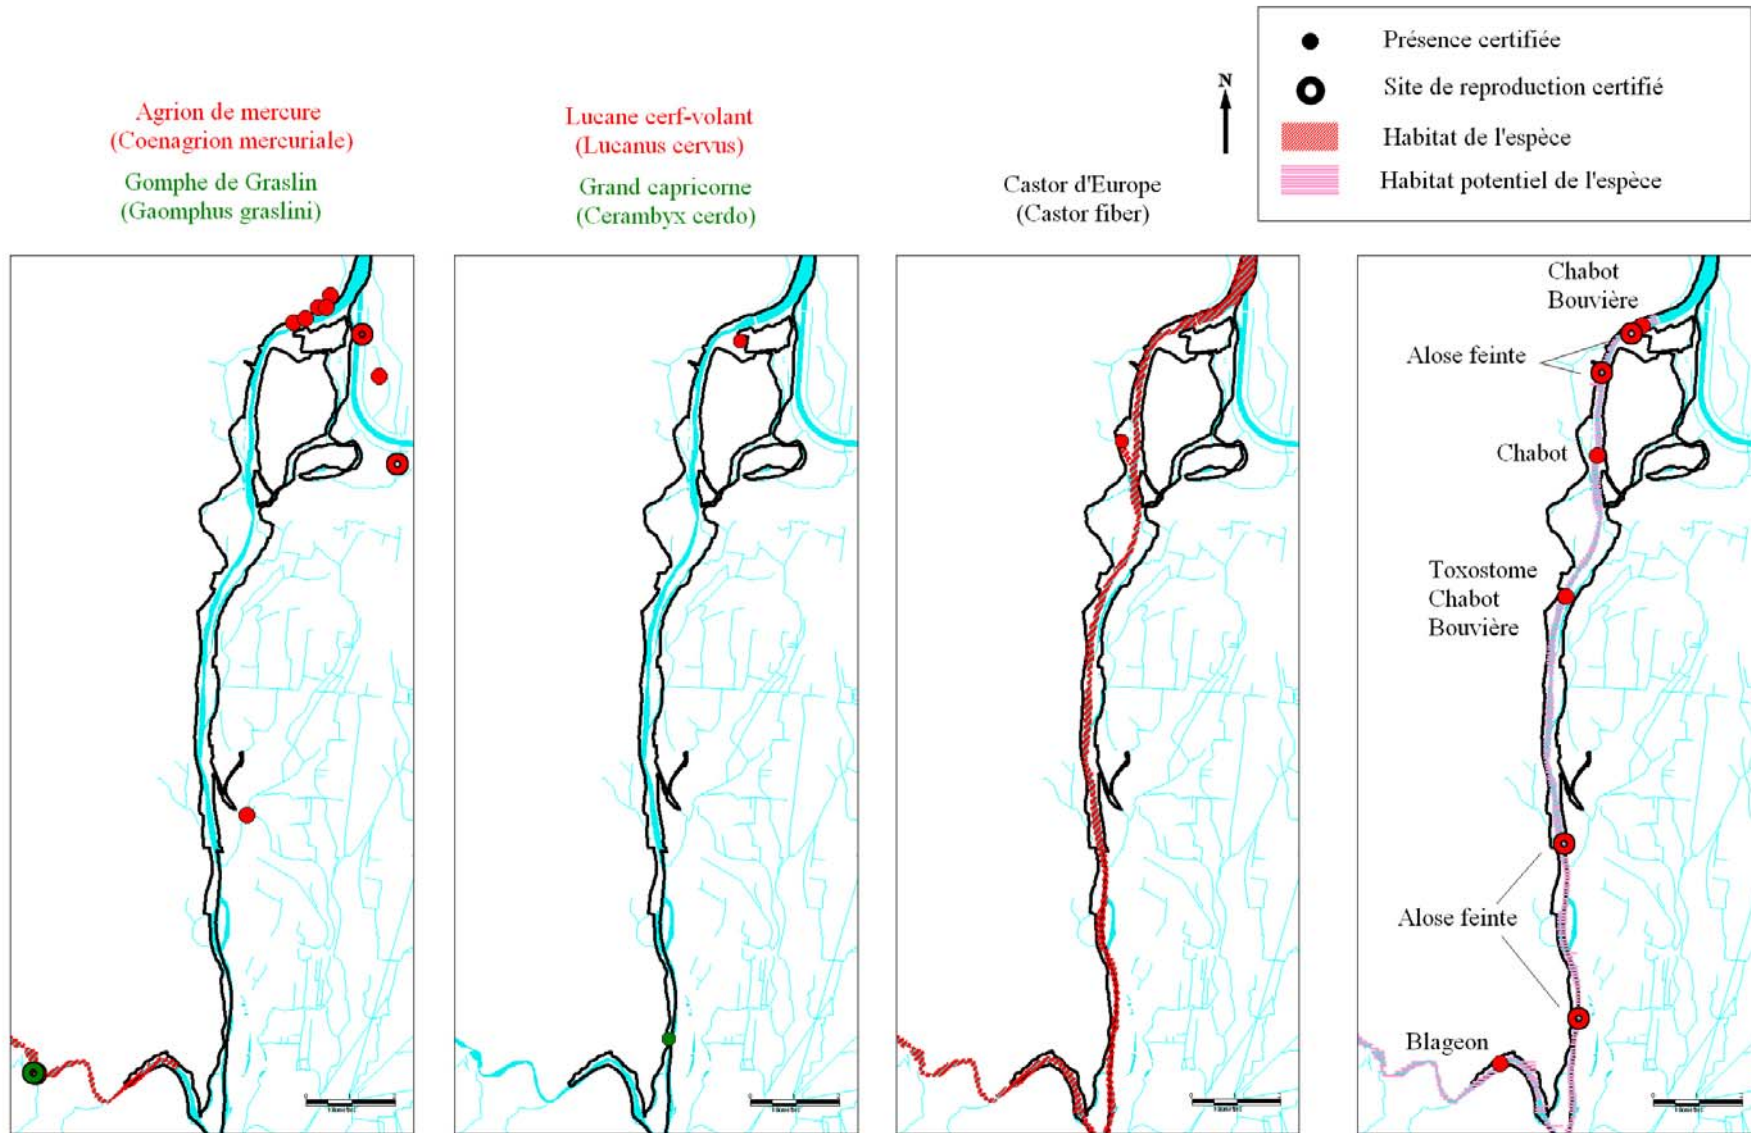 Présence certifiée
Site de reproduction certifié
Habitat de l'espèce
Habitat potentiel de l'espèce
N
Agrion de mercure
(Coenagrion mercuriale)
Gomphe de Graslin
(Gaomphus graslini)
Lucane cerf-volant
(Lucanus cervus)
Grand capricorne
(Cerambyx cerdo)
Castor d'Europe
(Castor fiber)
Chabot
Bouvière
Alose feinte
Chabot
Toxostome
Chabot
Bouvière
Alose feinte
Blageon